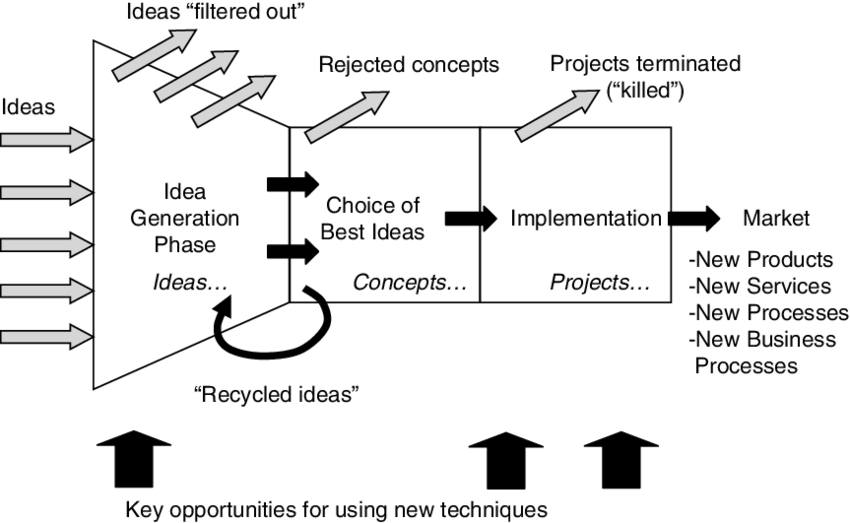 Ideas “filtered out”
Rejected concepts
Projects terminated
(“killed”)
Ideas
Idea
Generation
Phase
Ideas…
Choice of
Best Ideas
Concepts…
Implementation
Projects…
Market
-New Products
-New Services
-New Processes
-New Business
Processes
“Recycled ideas”
Key opportunities for using new techniques